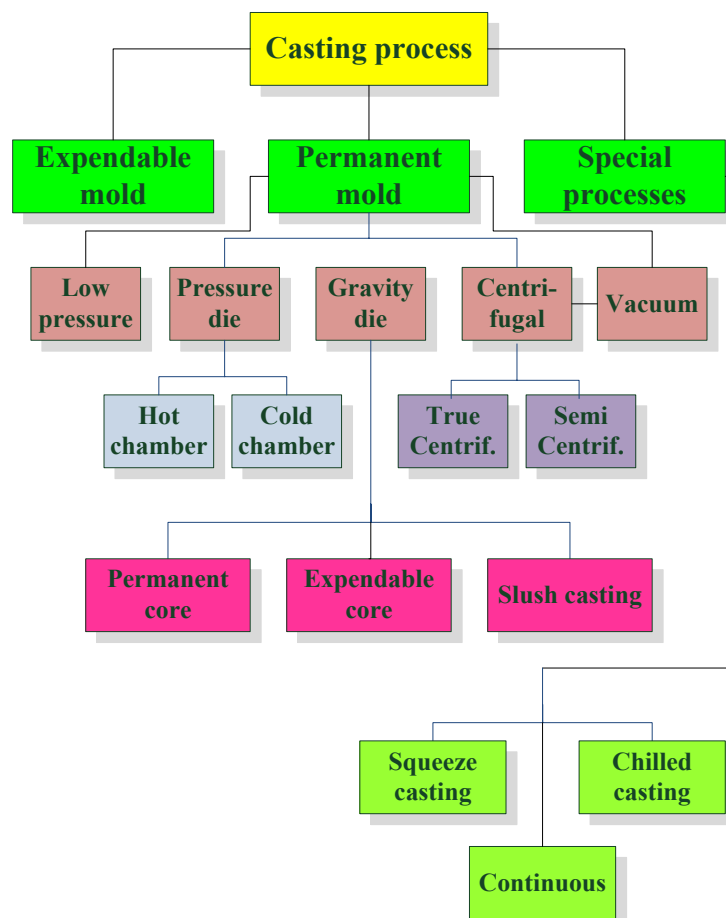 Casting process
Expendable
mold
Permanent
mold
Special
processes
Low
pressure
Pressure
die
Gravity
die
Centri-
fugal
Vacuum
Hot
chamber
Cold
chamber
True
Centrif.
Semi
Centrif.
Permanent
core
Expendable
core
Slush casting
Squeeze
casting
Chilled
casting
Continuous